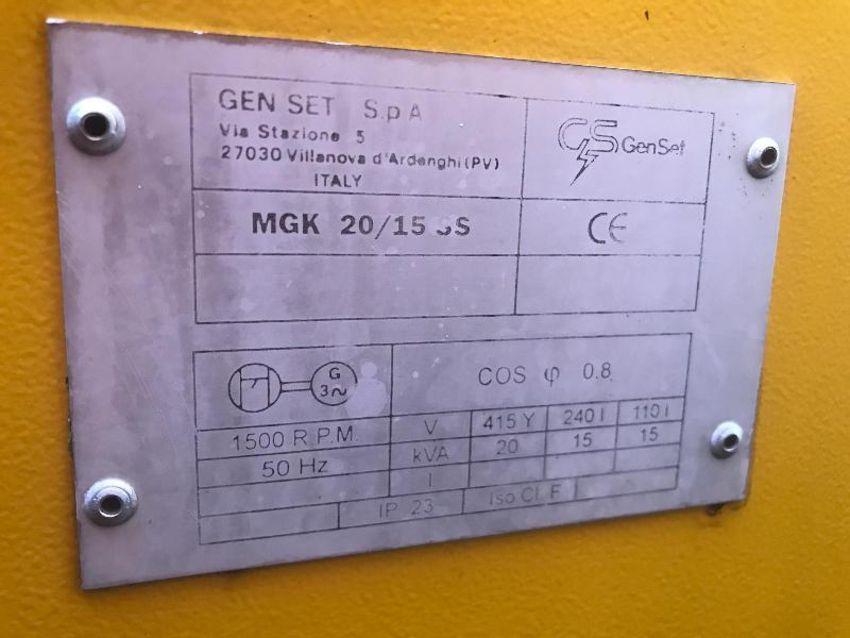 GEN SET S.p A
Via Stazione 5
27030 Villanova d'Ardenghi (PV)
ITALY
GS GenSet
MGK 20/15
CE
G
3~
COS φ 0.8
1500 R.P.M.
V 415 Y 240 I 110 I
50 Hz
kVA 20 15 15
I
IP 23 Iso Cl. F